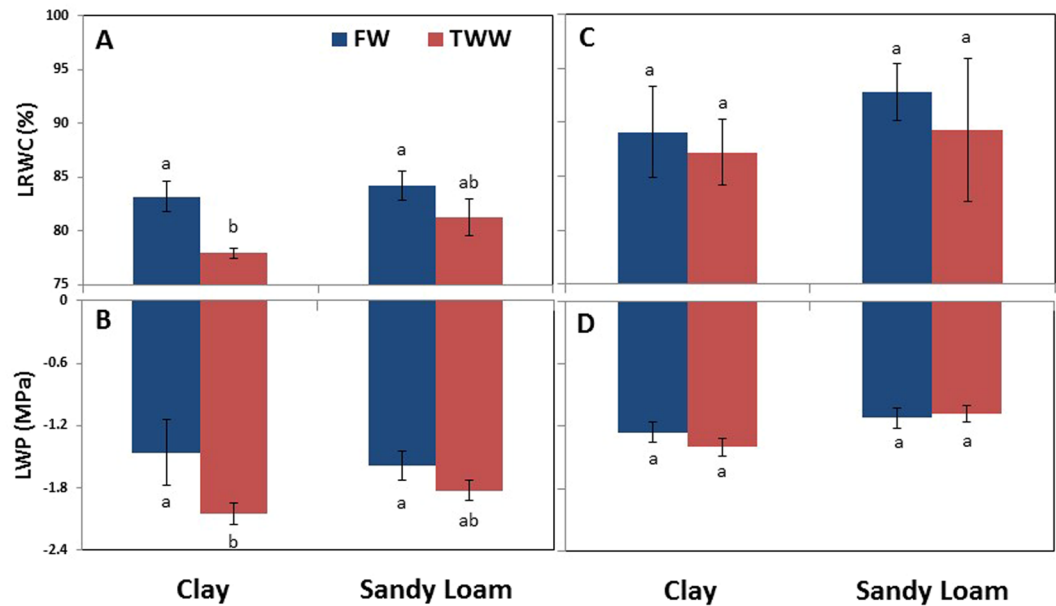 A
FW TWW
C
LRWC (%)
100
95
90
85
80
75
a
b
a
ab
a
a
a
a
B
D
LWP (MPa)
0
-0.6
-1.2
-1.8
-2.4
a
b
a
ab
a
a
a
a
Clay Sandy Loam Clay Sandy Loam